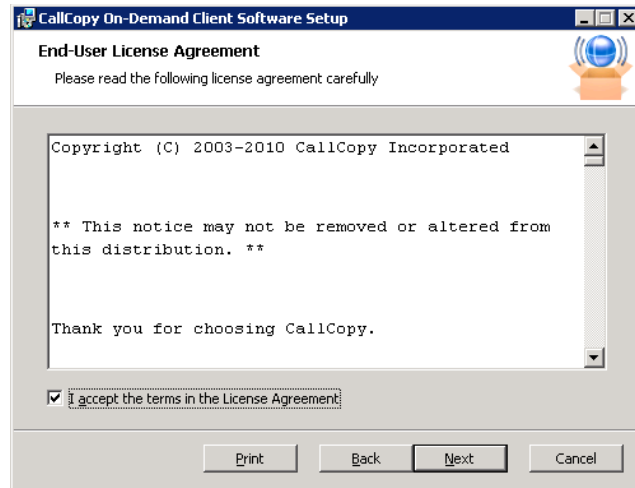 CallCopy On-Demand Client Software Setup
End-User License Agreement
Please read the following license agreement carefully
Copyright (C) 2003-2010 CallCopy Incorporated
** This notice may not be removed or altered from
this distribution. **
Thank you for choosing CallCopy.
I accept the terms in the License Agreement
Print Back Next Cancel